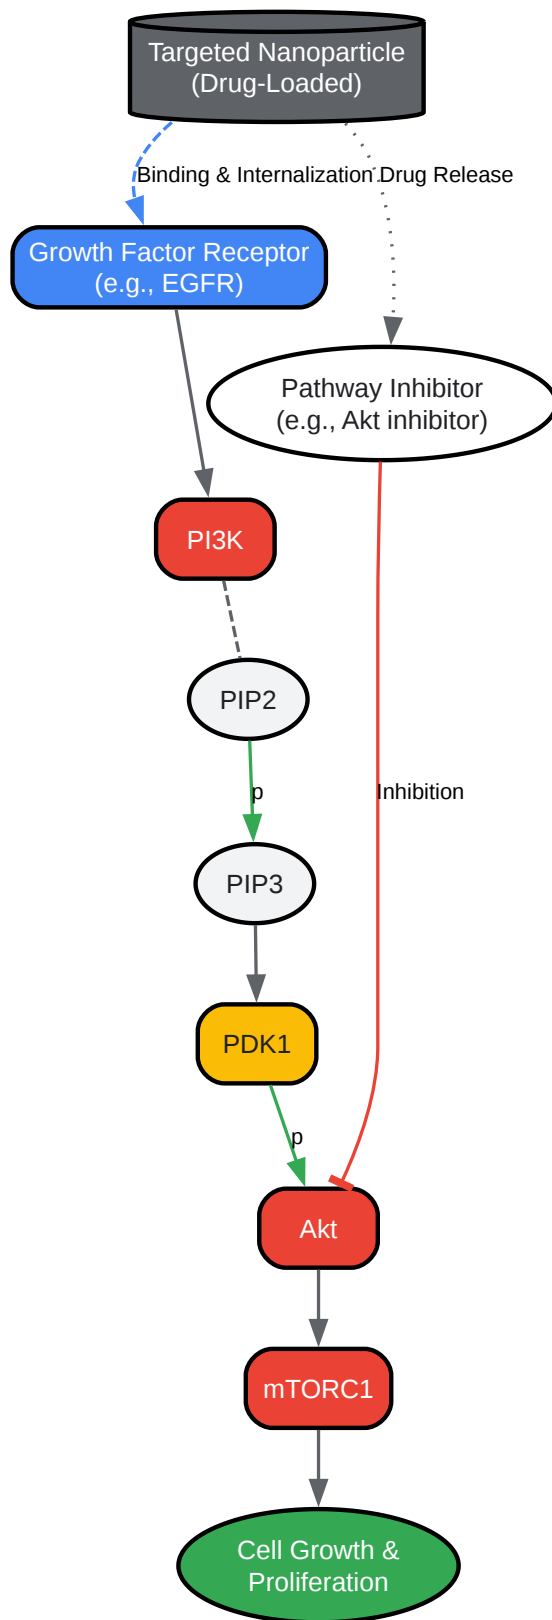 Targeted Nanoparticle
(Drug-Loaded)
Binding & Internalization
Drug Release
Growth Factor Receptor
(e.g., EGFR)
Pathway Inhibitor
(e.g., Akt inhibitor)
PI3K
PIP2
p
Inhibition
PIP3
PDK1
p
Akt
mTORC1
Cell Growth &
Proliferation